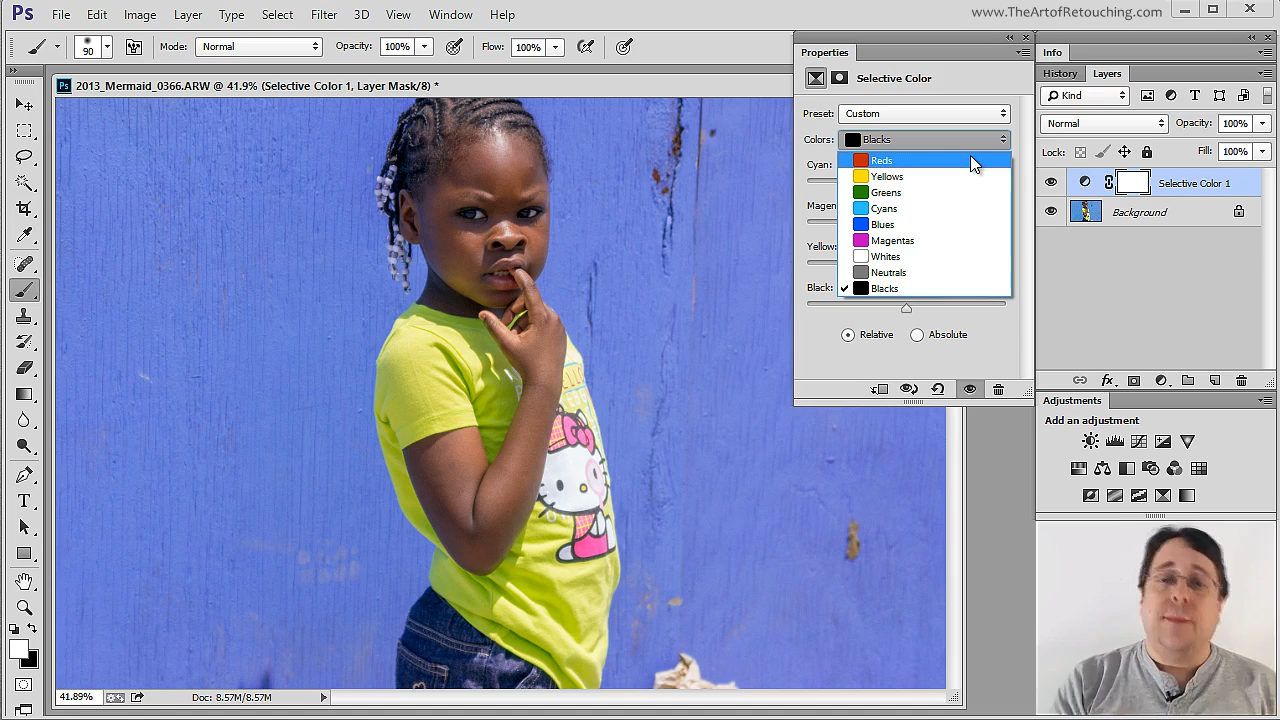 Ps File Edit Image Layer Type Select Filter 3D View Window Help
www.TheArtofRetouching.com
90 Mode: Normal Opacity: 100% Flow: 100%
Ps 2013_Mermaid_0366.ARW @ 41.9% (Selective Color 1, Layer Mask/8) *
Properties
Selective Color
Preset: Custom
Colors: Blacks
Cyan:
Magen
Yellow:
Black:
Reds
Yellows
Greens
Cyans
Blues
Magentas
Whites
Neutrals
Blacks
Relative Absolute
Info
History Layers
Kind
Normal Opacity: 100%
Lock: Fill: 100%
Selective Color 1
Background
Adjustments
Add an adjustment
41.89% Doc: 8.57M/8.57M